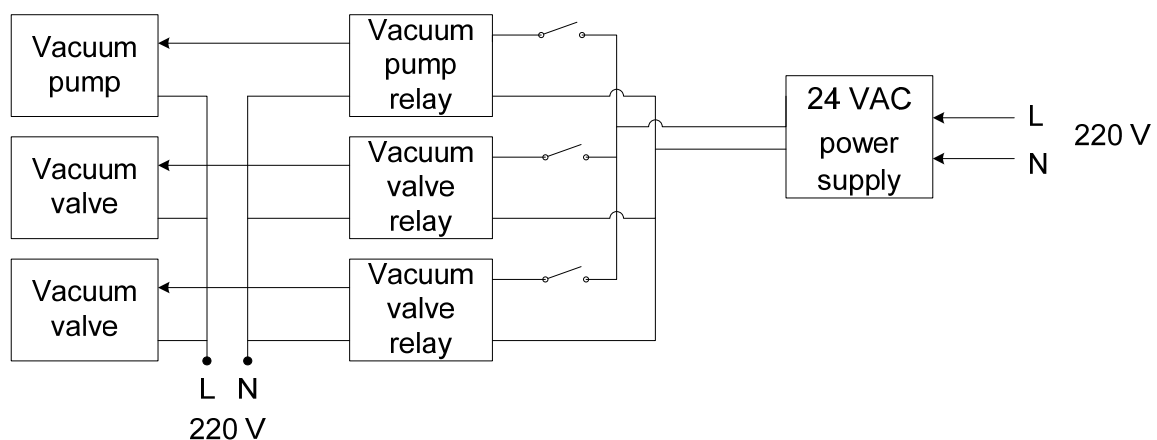 Vacuum
pump
Vacuum
pump
relay
24 VAC
power
supply
L
N
220 V
Vacuum
valve
Vacuum
valve
relay
Vacuum
valve
Vacuum
valve
relay
L N
220 V